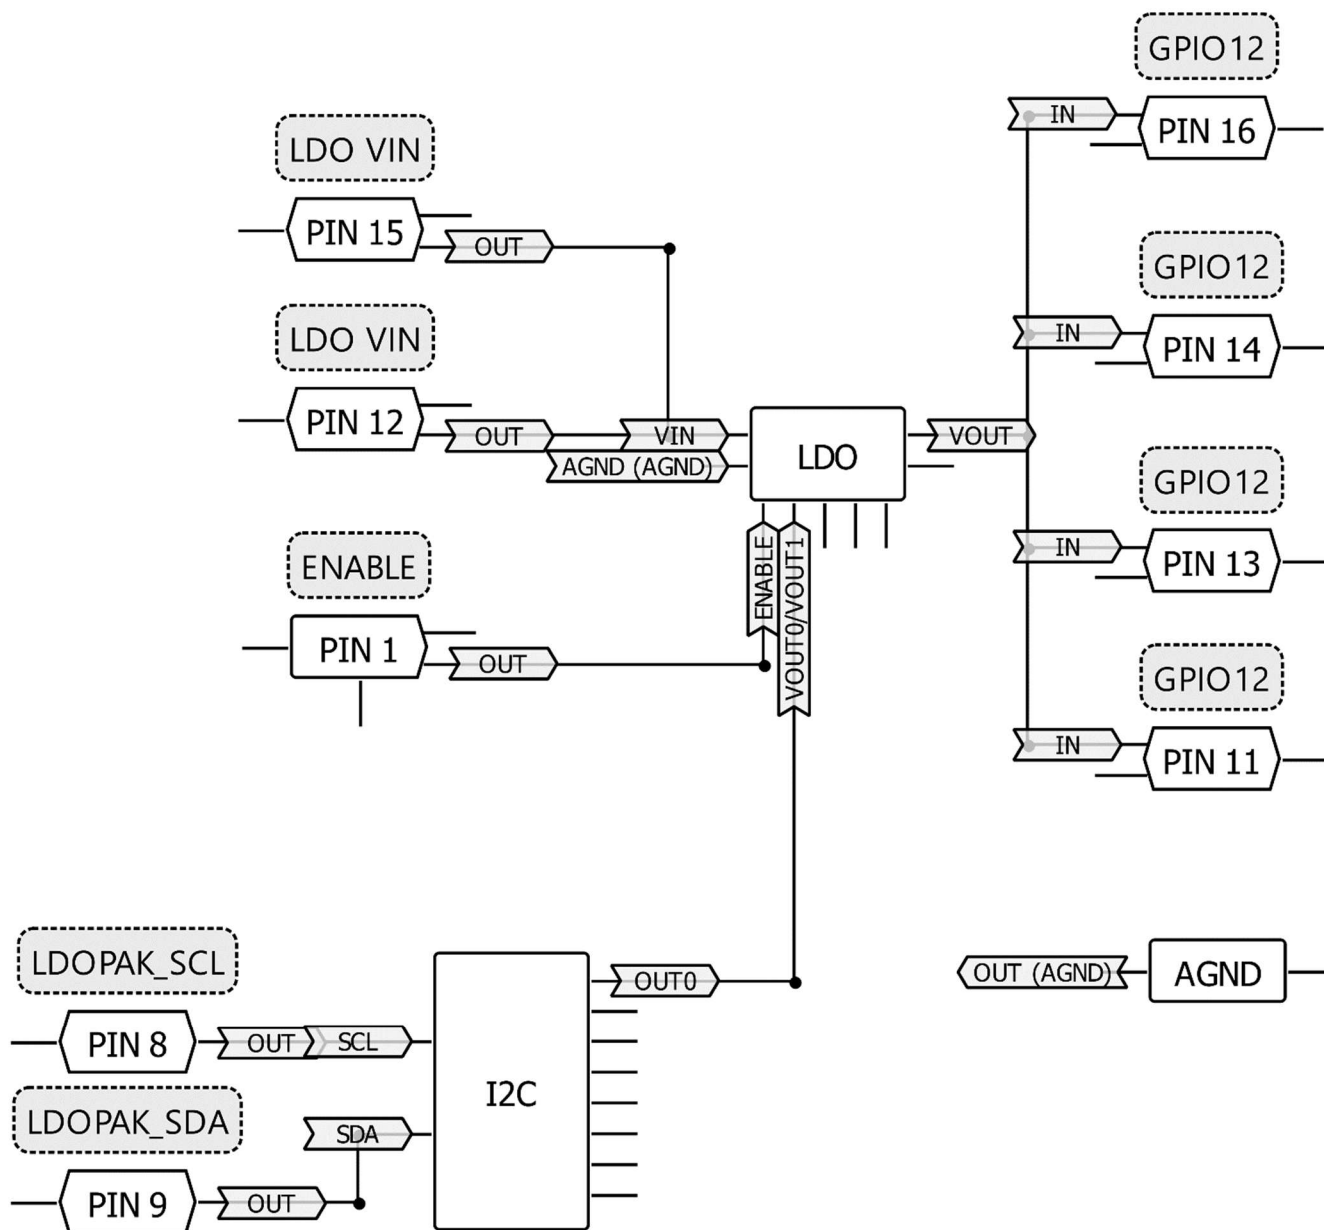 GPIO12
IN
PIN 16
LDO VIN
PIN 15
OUT
GPIO12
IN
PIN 14
LDO VIN
PIN 12
OUT
VIN
AGND (AGND)
LDO
VOUT
GPIO12
IN
PIN 13
ENABLE
PIN 1
OUT
ENABLE
VOUT0/VOUT1
GPIO12
IN
PIN 11
LDOPAK_SCL
PIN 8
OUT
SCL
LDOPAK_SDA
SDA
PIN 9
OUT
I2C
OUT0
OUT (AGND)
AGND